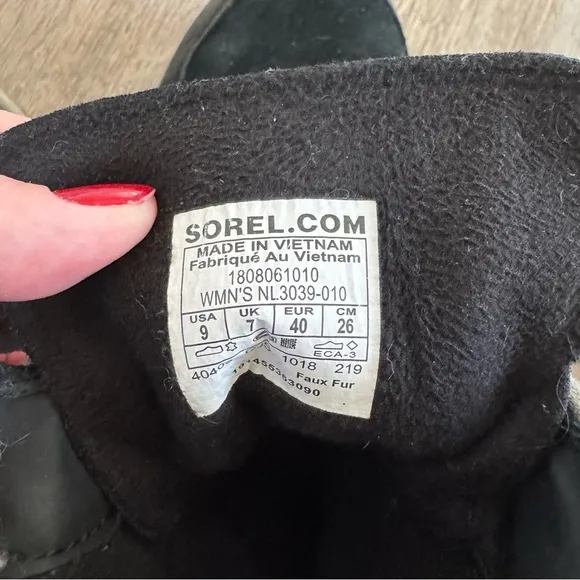 SOREL.COM
MADE IN VIETNAM
Fabriqué Au Vietnam
1808061010
WMN'S NL3039-010
USA UK EUR CM
9 7 40 26
ECA-3
1018 219
Faux Fur